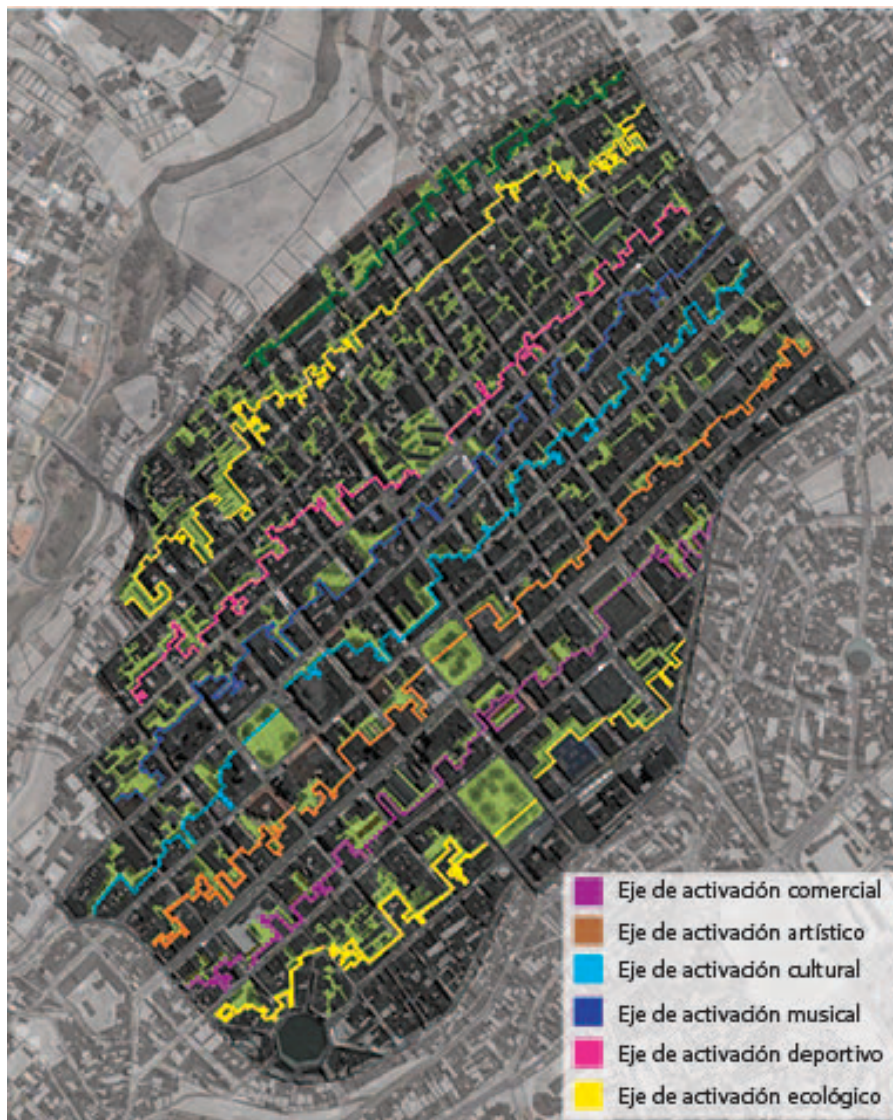 Eje de activación comercial
Eje de activación artístico
Eje de activación cultural
Eje de activación musical
Eje de activación deportivo
Eje de activación ecológico